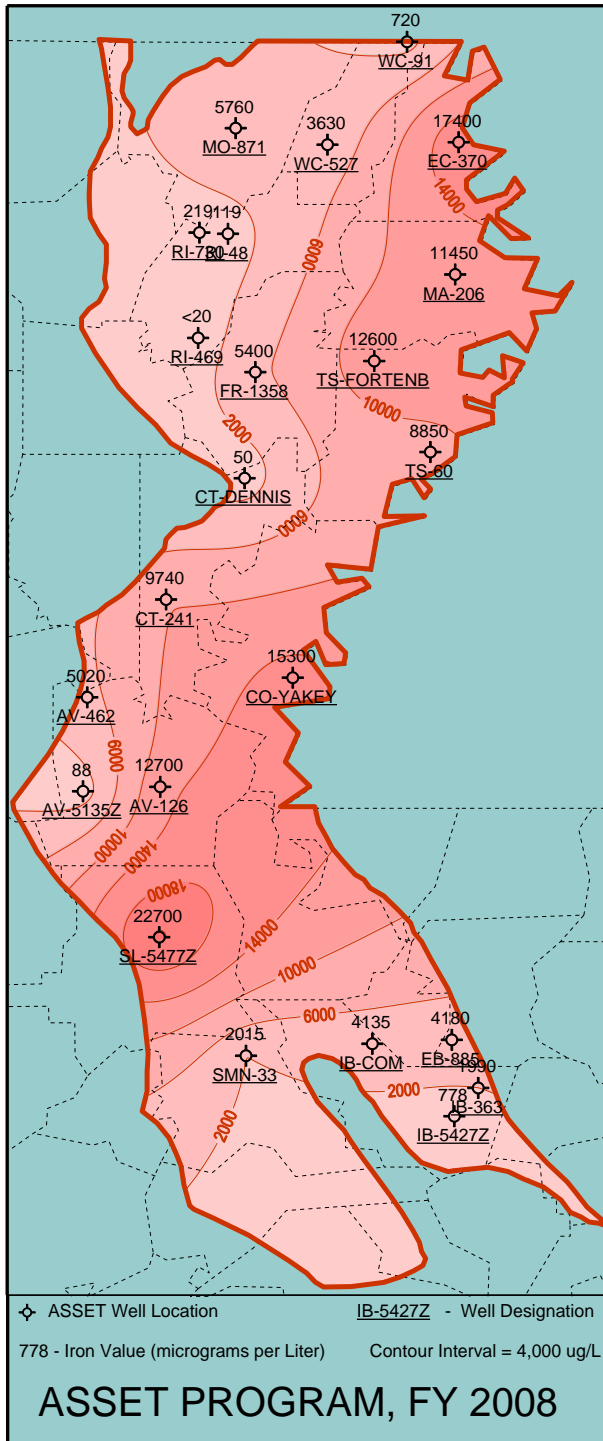 720
WC-91
5760
MO-871
3630
WC-527
17400
EC-370
14000
219
119
RI-48
6000
11450
MA-206
<20
RI-469
5400
FR-1358
12600
TS-FORTENB
10000
2000
8850
TS-60
50
CT-DENNIS
6000
9740
CT-241
15300
CO-YAKEY
5020
AV-462
6000
88
AV-5135Z
12700
AV-126
10000
14000
18000
22700
SL-5477Z
14000
10000
6000
2015
SMN-33
4135
IB-COM
4180
EB-885
1990
IB-363
2000
778
IB-5427Z
2000
ASSET Well Location
IB-5427Z - Well Designation
778 - Iron Value (micrograms per Liter)
Contour Interval = 4,000 ug/L
ASSET PROGRAM, FY 2008